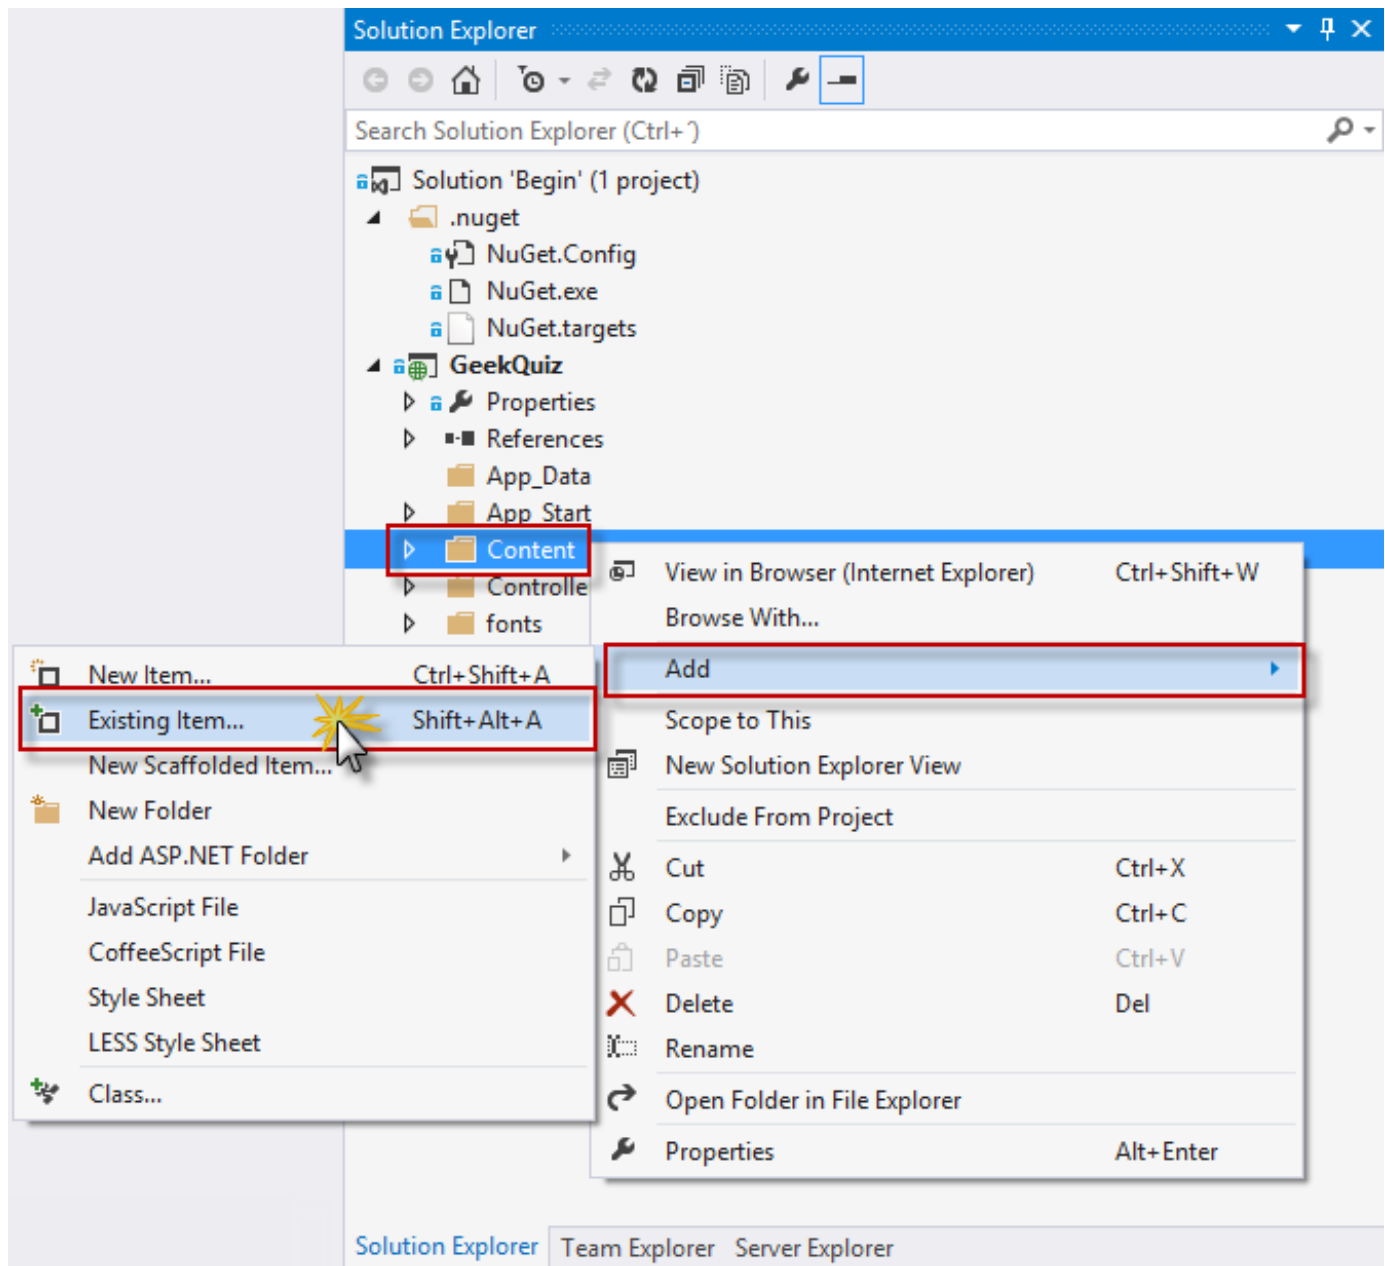 Solution Explorer
Search Solution Explorer (Ctrl+´)
Solution 'Begin' (1 project)
.nuget
NuGet.Config
NuGet.exe
NuGet.targets
GeekQuiz
Properties
References
App_Data
App_Start
Content
Controlle
fonts
View in Browser (Internet Explorer) Ctrl+Shift+W
Browse With...
Add
Scope to This
New Solution Explorer View
Exclude From Project
Cut Ctrl+X
Copy Ctrl+C
Paste Ctrl+V
Delete Del
Rename
Open Folder in File Explorer
Properties Alt+Enter
New Item... Ctrl+Shift+A
Existing Item... Shift+Alt+A
New Scaffolded Item...
New Folder
Add ASP.NET Folder
JavaScript File
CoffeeScript File
Style Sheet
LESS Style Sheet
Class...
Solution Explorer Team Explorer Server Explorer